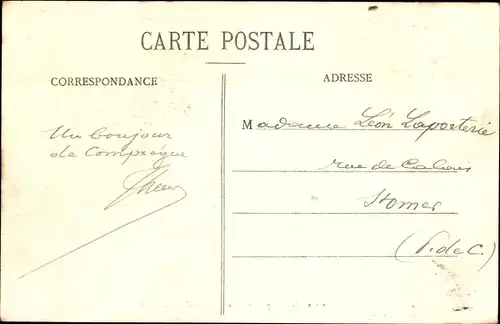 CARTE POSTALE
CORRESPONDANCE
Un bonjour
de Compiègne
ADRESSE
Madame Léon Laporterie
rue de Calais
St Omer
(P. de C.)